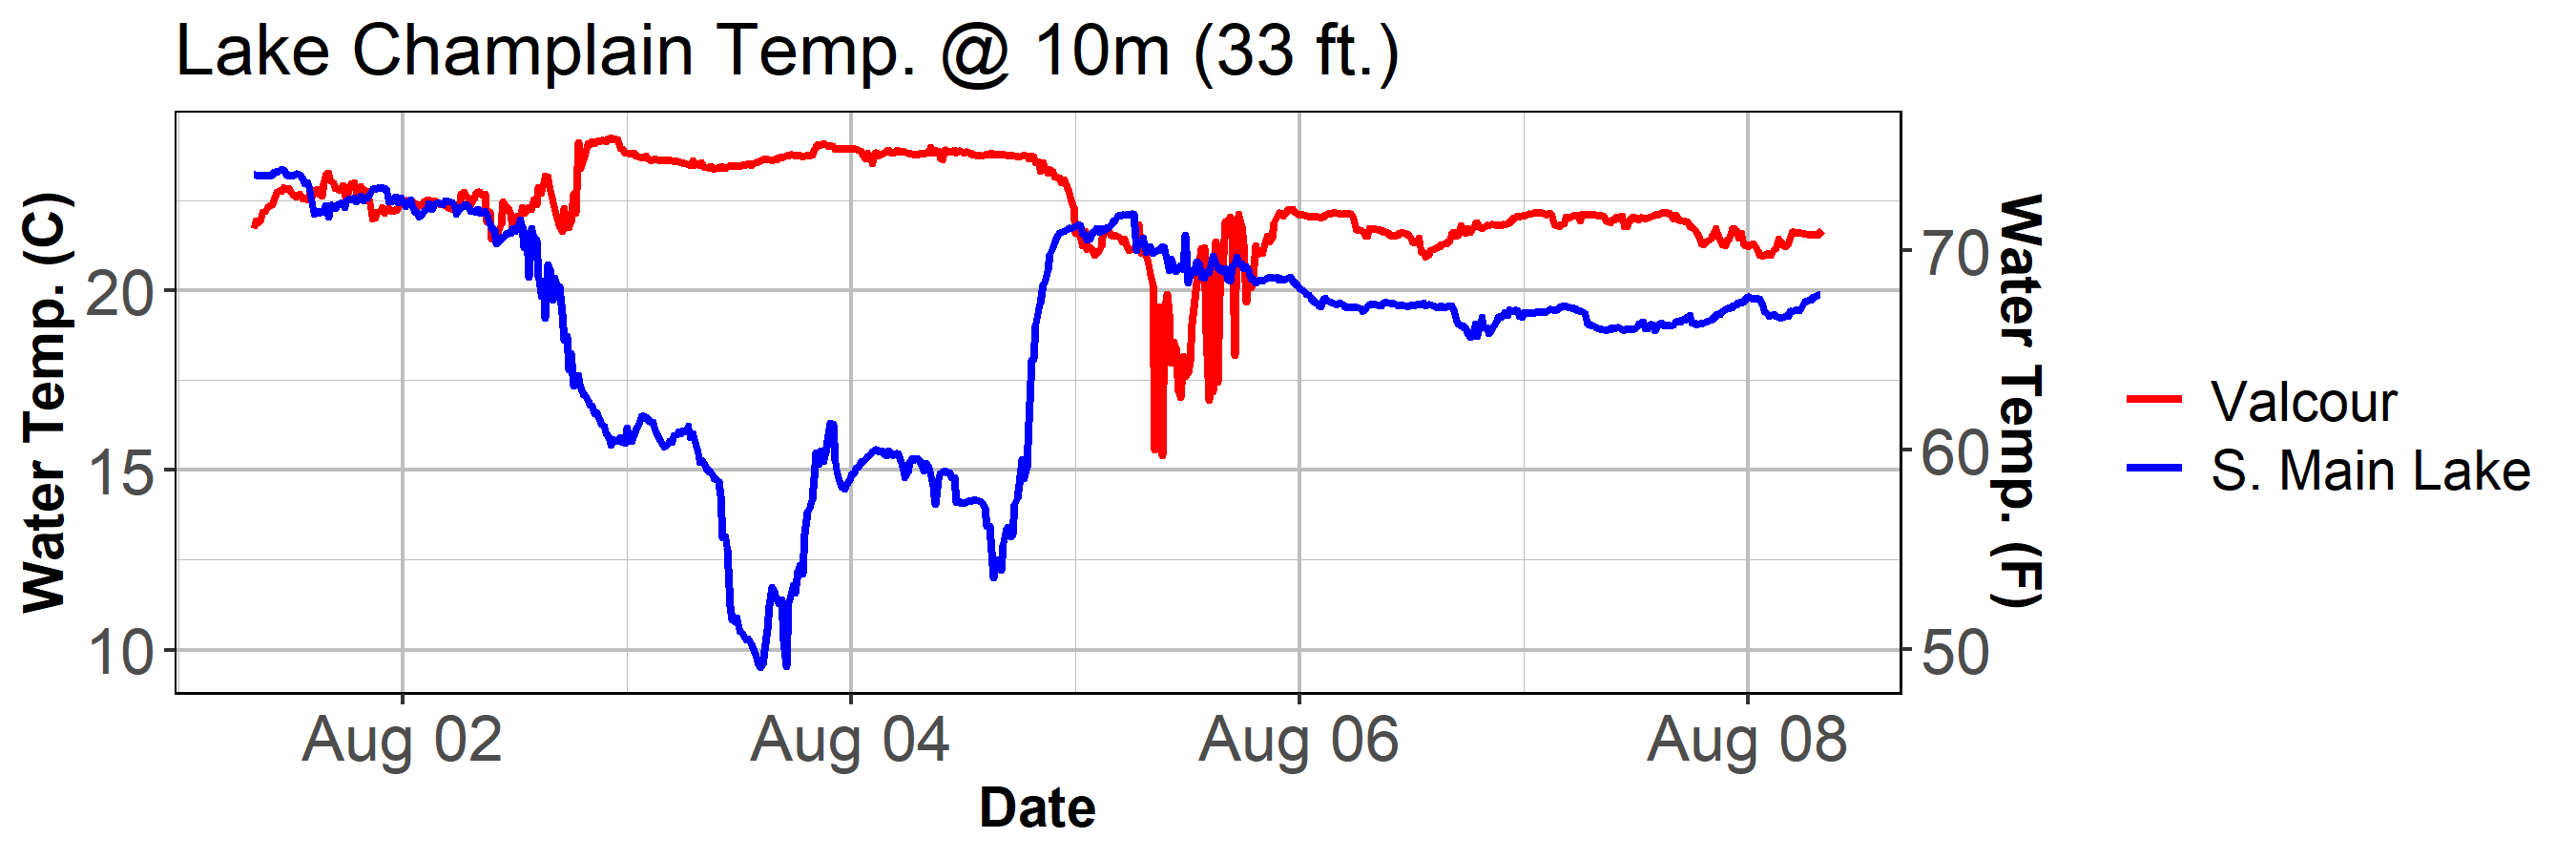 Lake Champlain Temp. @ 10m (33 ft.)
Water Temp. (C)
20
15
10
70
60
50
Water Temp. (F)
Aug 02
Aug 04
Aug 06
Aug 08
Date
Valcour
S. Main Lake